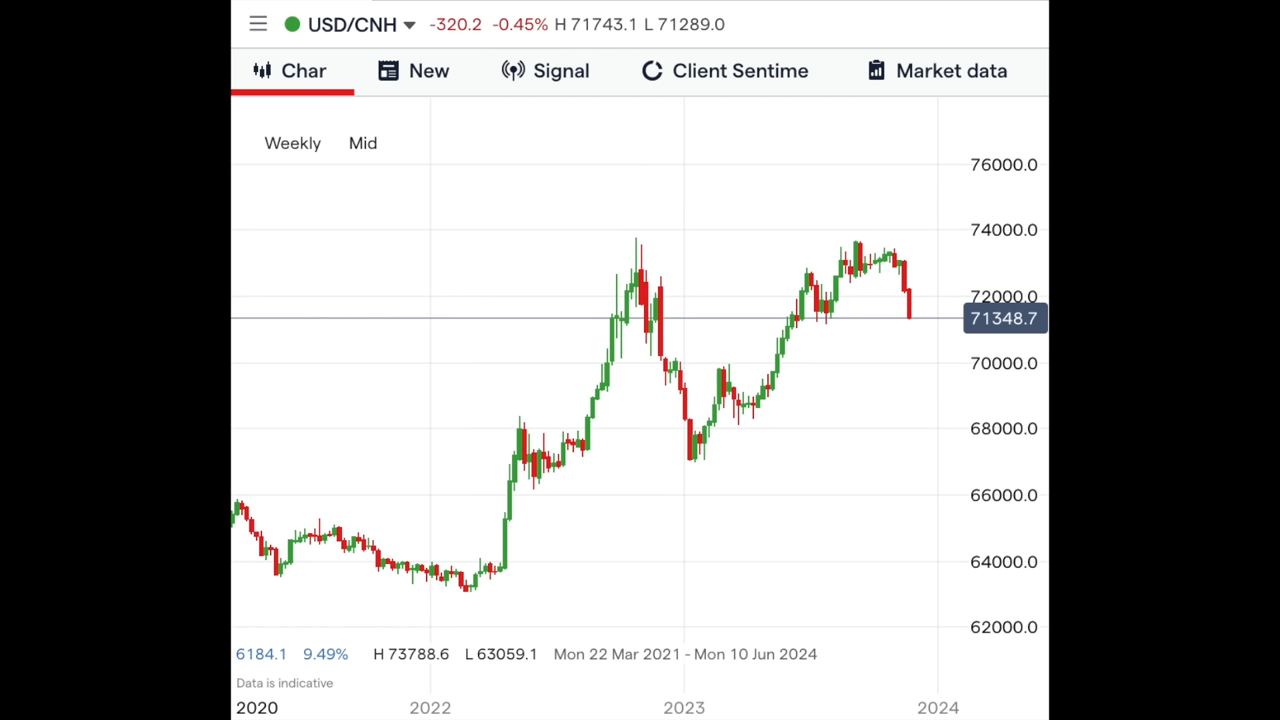 USD/CNH -320.2 -0.45% H 71743.1 L 71289.0
Char New Signal Client Sentime Market data
Weekly Mid
76000.0
74000.0
72000.0
71348.7
70000.0
68000.0
66000.0
64000.0
62000.0
6184.1 9.49% H 73788.6 L 63059.1 Mon 22 Mar 2021 - Mon 10 Jun 2024
Data is indicative
2020 2022 2023 2024